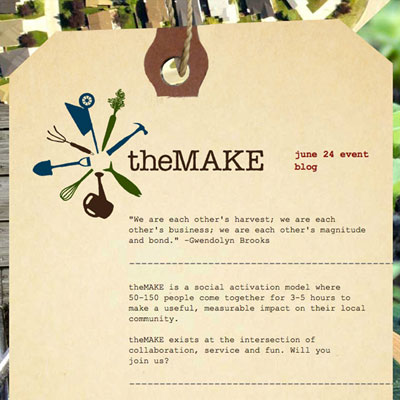 theMAKE
june 24 event
blog
"We are each other's harvest; we are each
other's business; we are each other's magnitude
and bond." -Gwendolyn Brooks
theMAKE is a social activation model where
50-150 people come together for 3-5 hours to
make a useful, measurable impact on their local
community.
theMAKE exists at the intersection of
collaboration, service and fun. Will you
join us?